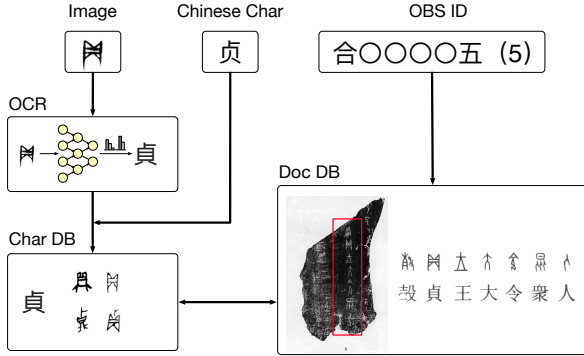 Image
Chinese Char
OBS ID
贞
合〇〇〇〇五（5）
OCR
貞
Doc DB
Char DB
貞
㱿貞王大令衆人